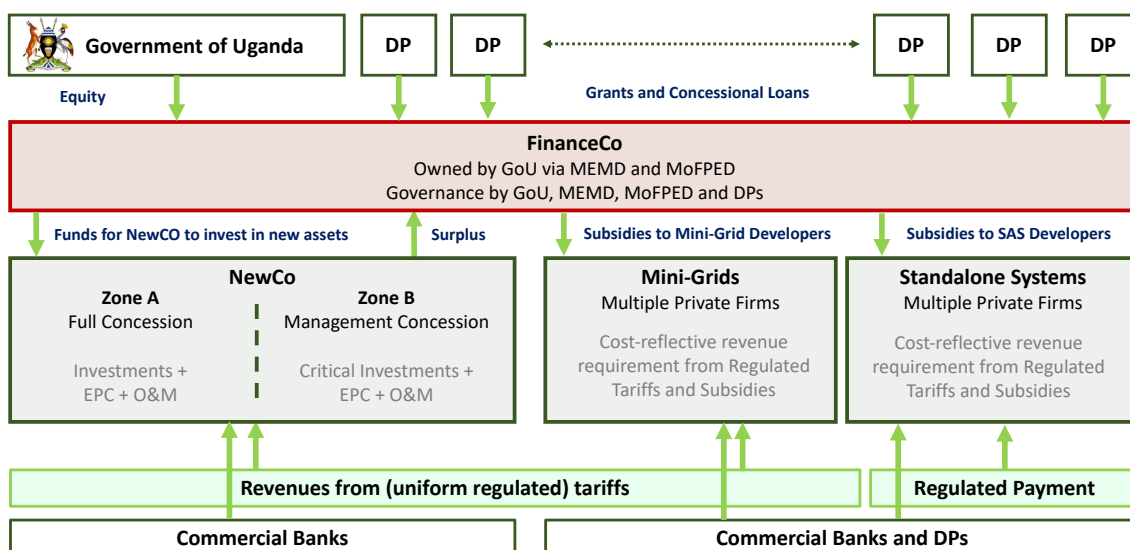 Government of Uganda
DP
DP
DP
DP
DP
Equity
Grants and Concessional Loans
FinanceCo
Owned by GoU via MEMD and MoFPED
Governance by GoU, MEMD, MoFPED and DPs
Funds for NewCO to invest in new assets
Surplus
Subsidies to Mini-Grid Developers
Subsidies to SAS Developers
NewCo
Zone A
Full Concession
Investments +
EPC + O&M
Zone B
Management Concession
Critical Investments +
EPC + O&M
Mini-Grids
Multiple Private Firms
Cost-reflective revenue
requirement from Regulated
Tariffs and Subsidies
Standalone Systems
Multiple Private Firms
Cost-reflective revenue
requirement from Regulated
Tariffs and Subsidies
Revenues from (uniform regulated) tariffs
Regulated Payment
Commercial Banks
Commercial Banks and DPs